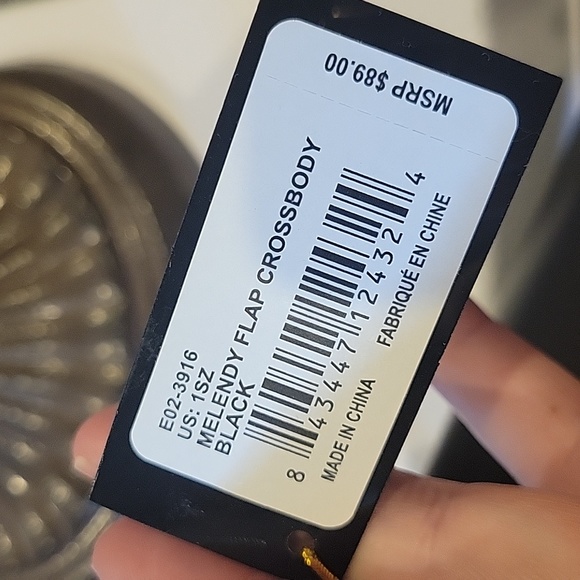 E02-3916
US: 1SZ
MELENDY FLAP CROSSBODY
BLACK
8 43447 12432 4
MADE IN CHINA FABRIQUÉ EN CHINE
MSRP $89.00